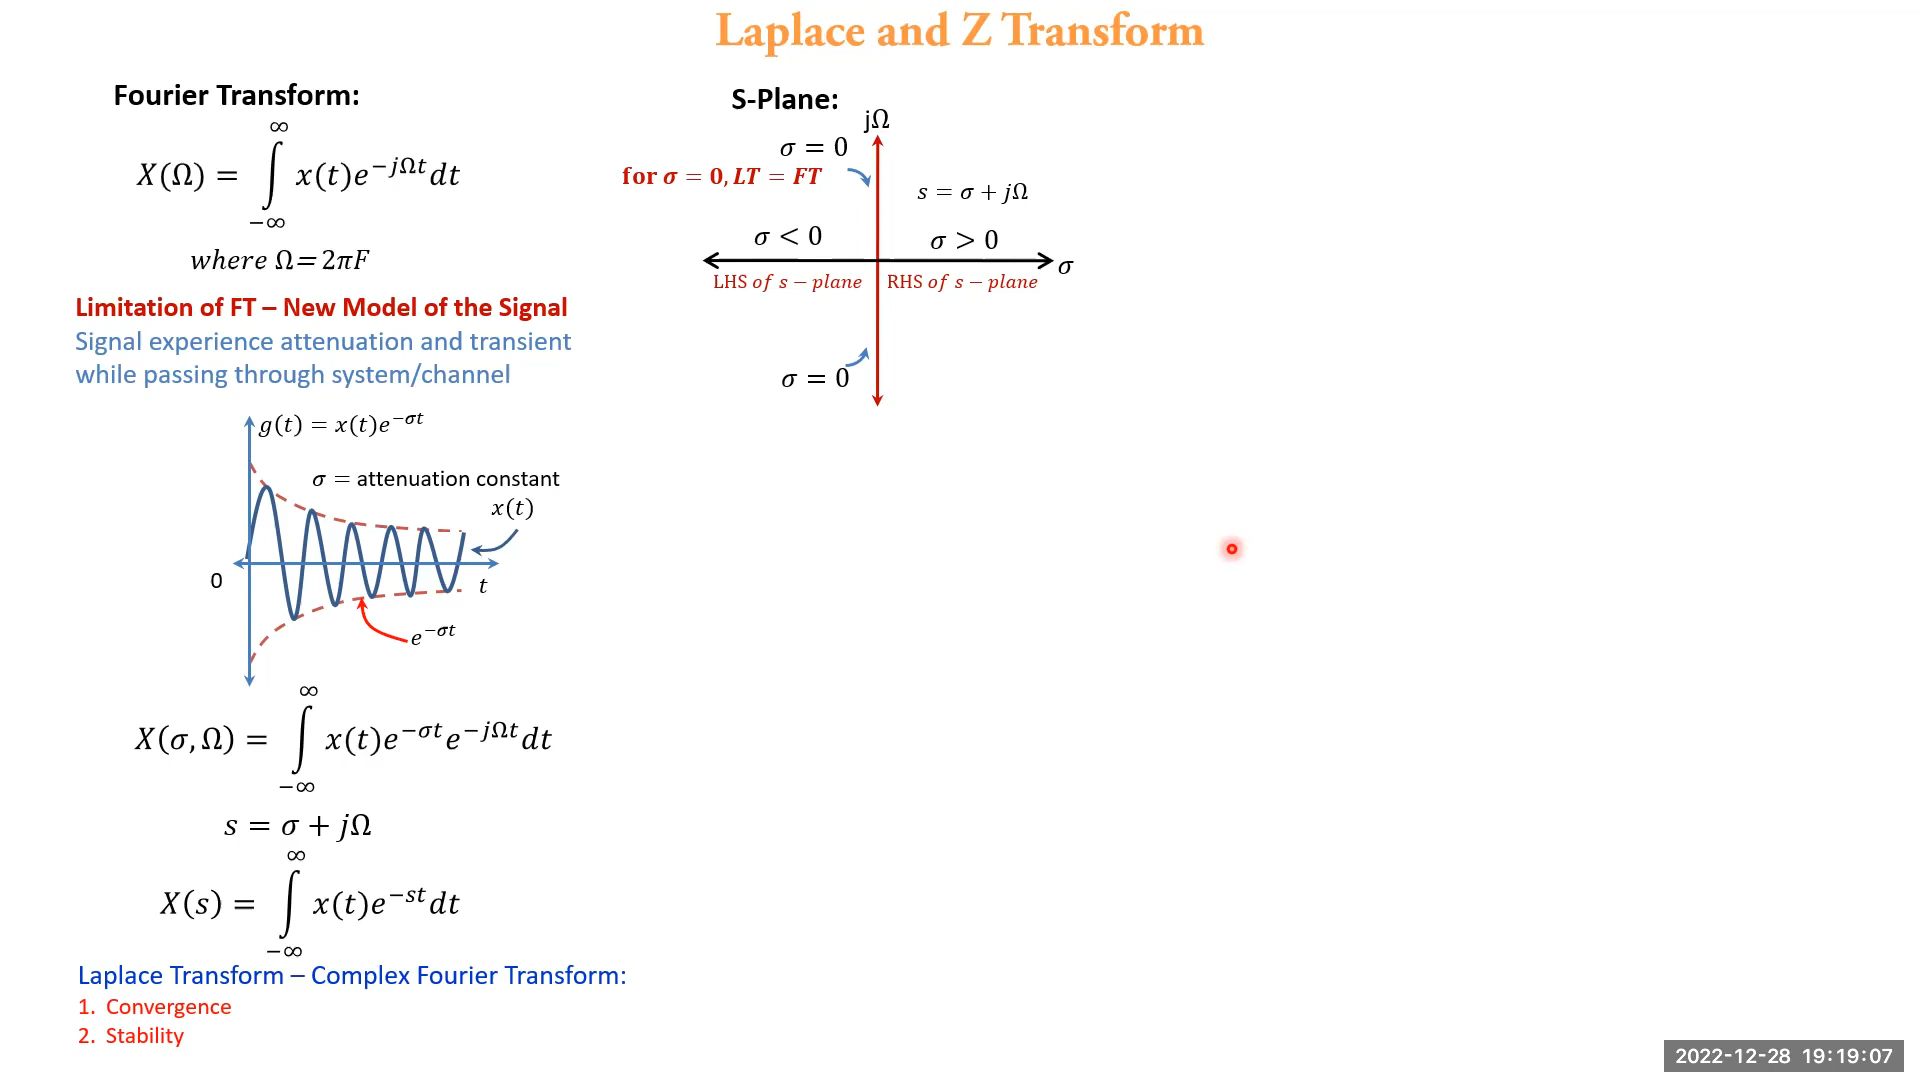 Laplace and Z Transform
Fourier Transform:
∞
X(Ω) = ∫ x(t)e^{−jΩt}dt
−∞
where Ω=2πF
Limitation of FT – New Model of the Signal
Signal experience attenuation and transient
while passing through system/channel
g(t) = x(t)e^{−σt}
σ = attenuation constant
x(t)
0
t
e^{−σt}
∞
X(σ,Ω) = ∫ x(t)e^{−σt}e^{−jΩt}dt
−∞
s = σ + jΩ
∞
X(s) = ∫ x(t)e^{−st}dt
−∞
Laplace Transform – Complex Fourier Transform:
1. Convergence
2. Stability
S-Plane:
jΩ
σ = 0
for σ = 0, LT = FT
s = σ + jΩ
σ < 0
σ > 0
σ
LHS of s − plane
RHS of s − plane
σ = 0
2022-12-28 19:19:07